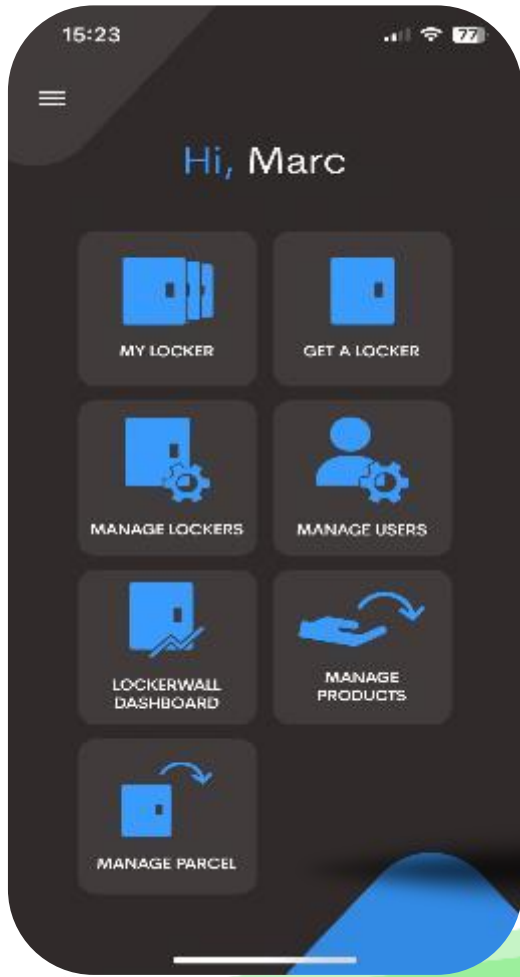 15:23
77
Hi, Marc
MY LOCKER
GET A LOCKER
MANAGE LOCKERS
MANAGE USERS
LOCKERWALL
DASHBOARD
MANAGE
PRODUCTS
MANAGE PARCEL